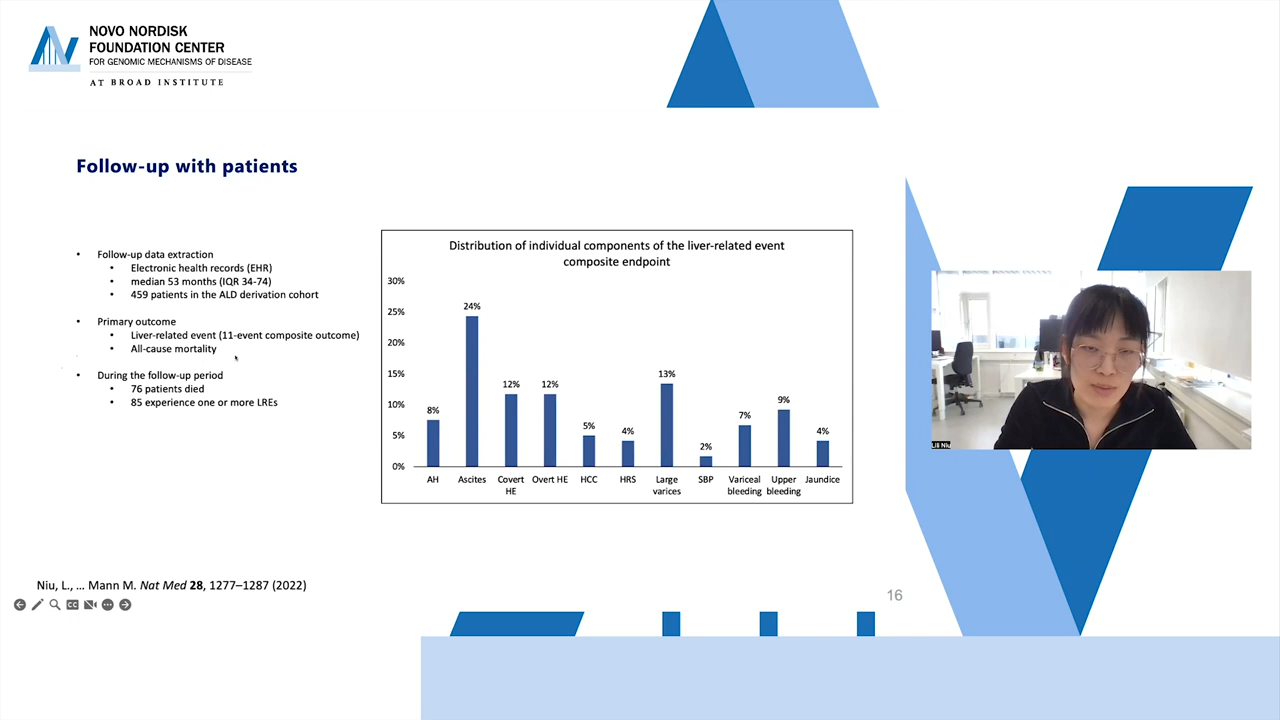 NOVO NORDISK
FOUNDATION CENTER
FOR GENOMIC MECHANISMS OF DISEASE
AT BROAD INSTITUTE
Follow-up with patients
• Follow-up data extraction
• Electronic health records (EHR)
• median 53 months (IQR 34-74)
• 459 patients in the ALD derivation cohort
• Primary outcome
• Liver-related event (11-event composite outcome)
• All-cause mortality
• During the follow-up period
• 76 patients died
• 85 experience one or more LREs
Distribution of individual components of the liver-related event
composite endpoint
30%
25%
20%
15%
10%
5%
0%
8%
24%
12%
12%
5%
4%
13%
2%
7%
9%
4%
AH
Ascites
Covert
HE
Overt HE
HCC
HRS
Large
varices
SBP
Variceal
bleeding
Upper
bleeding
Jaundice
Lili Niu
Niu, L., ... Mann M. Nat Med 28, 1277–1287 (2022)
CC
16